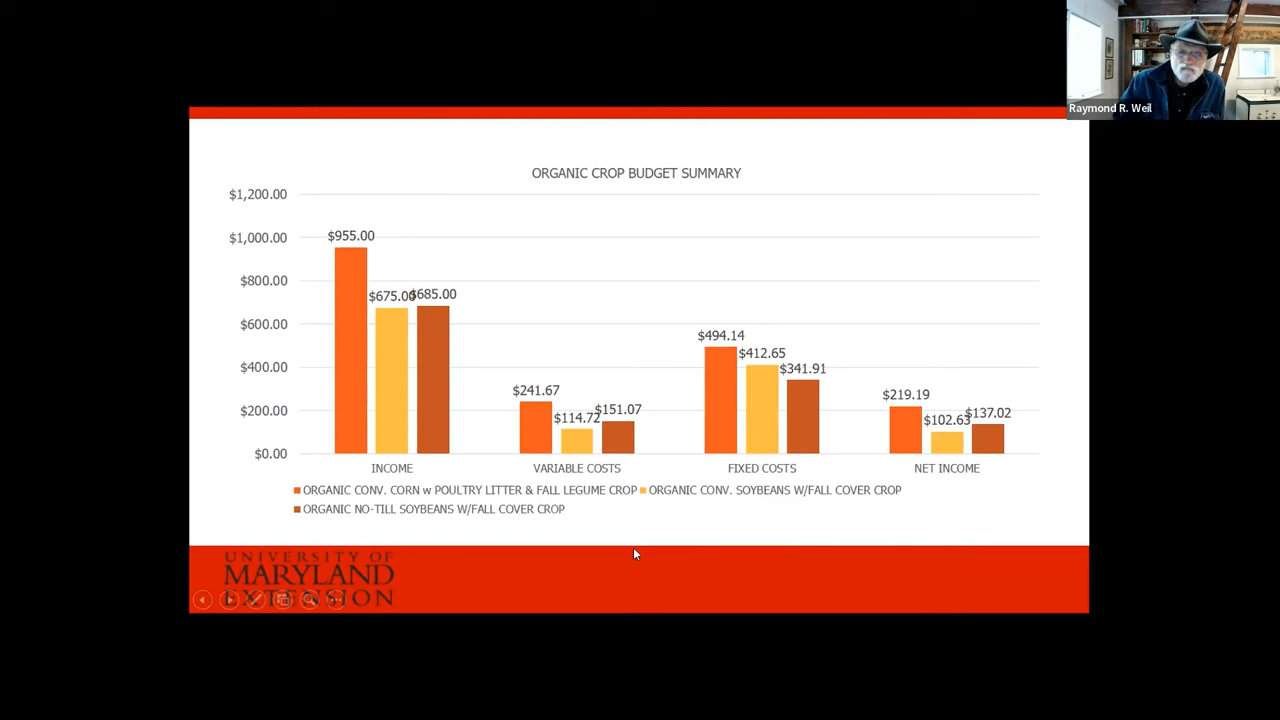 Raymond R. Weil
ORGANIC CROP BUDGET SUMMARY
$1,200.00
$1,000.00
$800.00
$600.00
$400.00
$200.00
$0.00
$955.00
$675.00
$685.00
$241.67
$114.72
$151.07
$494.14
$412.65
$341.91
$219.19
$102.63
$137.02
INCOME
VARIABLE COSTS
FIXED COSTS
NET INCOME
ORGANIC CONV. CORN w POULTRY LITTER & FALL LEGUME CROP
ORGANIC CONV. SOYBEANS W/FALL COVER CROP
ORGANIC NO-TILL SOYBEANS W/FALL COVER CROP
UNIVERSITY OF
MARYLAND
EXTENSION